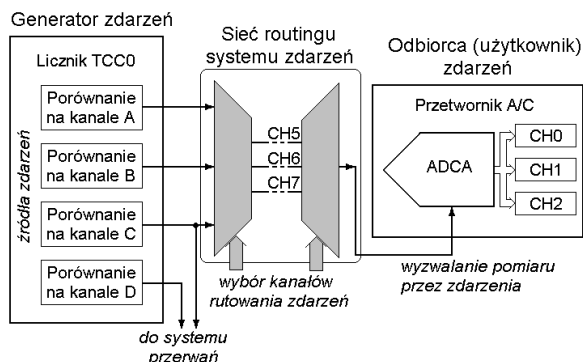 Generator zdarzeń
Licznik TCC0
Porównanie
na kanale A
Porównanie
na kanale B
Porównanie
na kanale C
Porównanie
na kanale D
źródła zdarzeń
do systemu
przerwań
Sieć routingu
systemu zdarzeń
CH5
CH6
CH7
wybór kanałów
rutowania zdarzeń
Odbiorca (użytkownik)
zdarzeń
Przetwornik A/C
ADCA
CH0
CH1
CH2
wyzwalanie pomiaru
przez zdarzenia